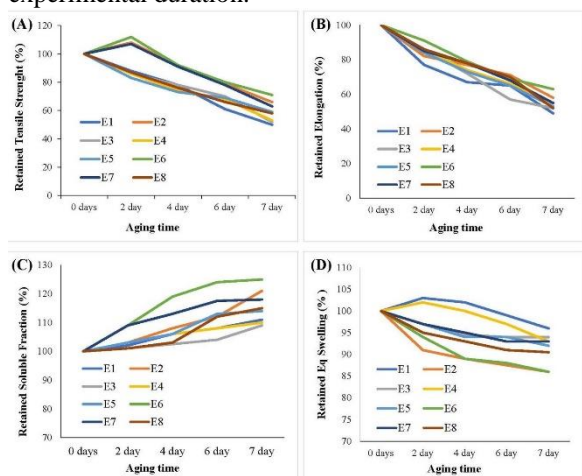 experimental duration.
(A)
Retained Tensile Strenght (%)
120
100
80
60
40
20
0
E1 E2
E3 E4
E5 E6
E7 E8
0 days 2 day 4 day 6 day 7 day
Aging time
(B)
Retained Elongation (%)
100
80
60
40
20
0
E1 E2
E3 E4
E5 E6
E7 E8
0 days 2 day 4 day 6 day 7 day
Aging time
(C)
Retained Soluble Fraction (%)
130
120
110
100
90
80
70
E1 E2
E3 E4
E5 E6
E7 E8
0 days 2 day 4 day 6 day 7 day
Aging time
(D)
Retained Eq Swelling (%)
110
105
100
95
90
85
80
75
70
E1 E2
E3 E4
E5 E6
E7 E8
0 days 2 day 4 day 6 day 7 day
Aging time